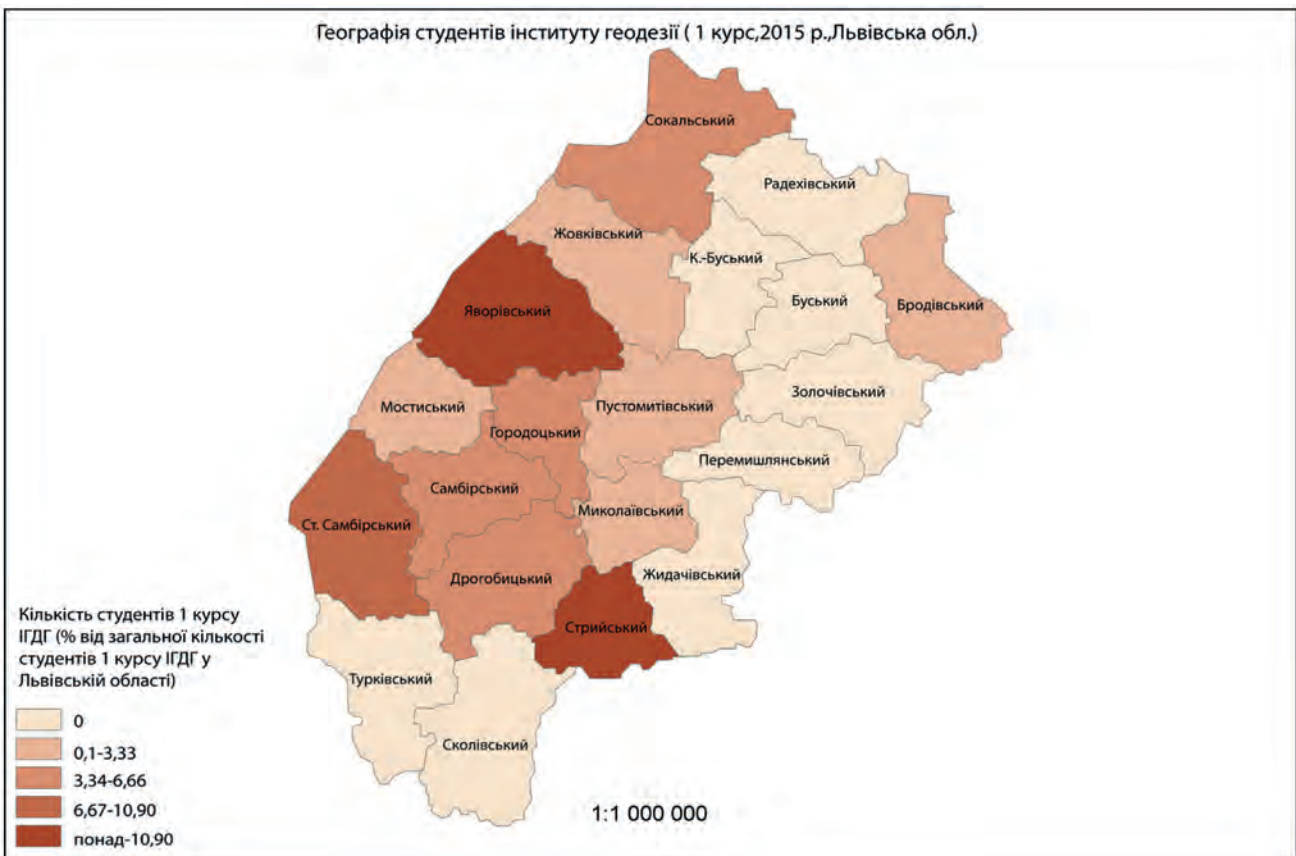 Географія студентів інституту геодезії ( 1 курс,2015 р.,Львівська обл.)
Сокальський
Радехівський
Жовківський
К.-Буський
Буський
Бродівський
Яворівський
Золочівський
Мостиський
Пустомитівський
Городоцький
Перемишлянський
Самбірський
Миколаївський
Ст. Самбірський
Дрогобицький
Жидачівський
Стрийський
Турківський
Сколівський
Кількість студентів 1 курсу
ІГДГ (% від загальної кількості
студентів 1 курсу ІГДГ у
Львівській області)
0
0,1-3,33
3,34-6,66
6,67-10,90
понад-10,90
1:1 000 000